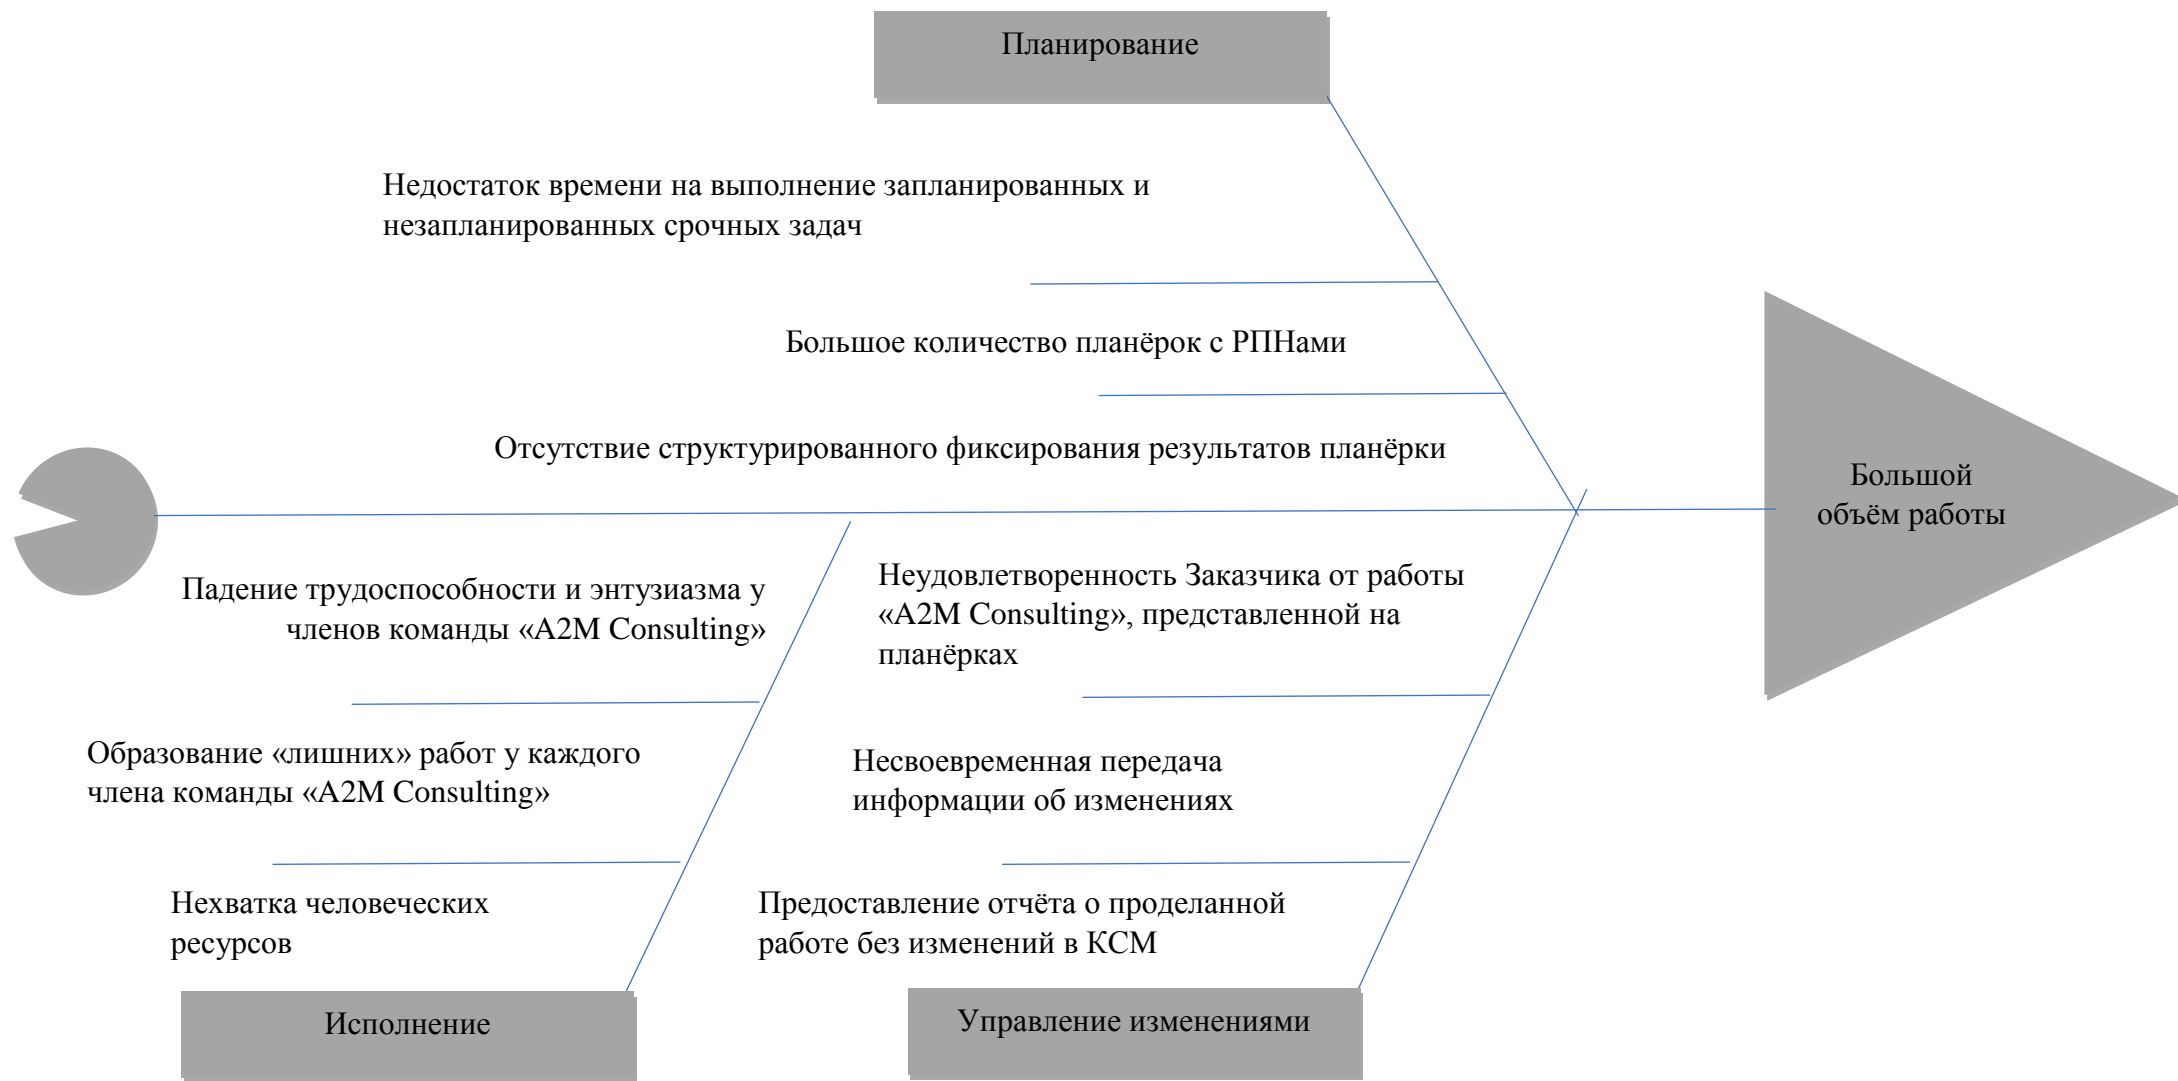 Планирование
Недостаток времени на выполнение запланированных и
незапланированных срочных задач
Большое количество планёрок с РПНами
Отсутствие структурированного фиксирования результатов планёрки
Большой
объём работы
Падение трудоспособности и энтузиазма у
членов команды «A2M Consulting»
Образование «лишних» работ у каждого
члена команды «A2M Consulting»
Нехватка человеческих
ресурсов
Исполнение
Неудовлетворенность Заказчика от работы
«A2M Consulting», представленной на
планёрках
Несвоевременная передача
информации об изменениях
Предоставление отчёта о проделанной
работе без изменений в КСМ
Управление изменениями